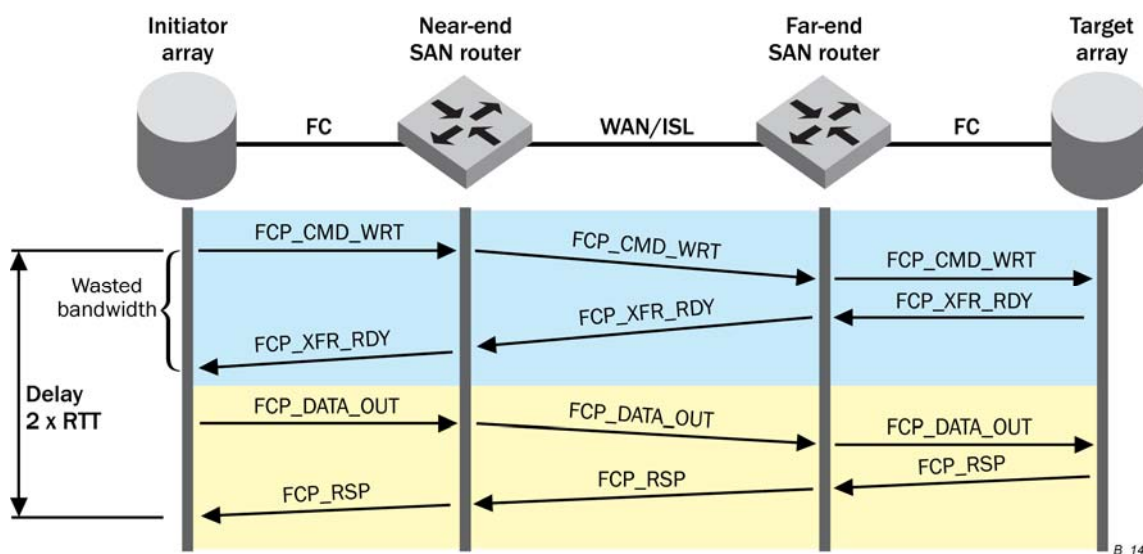 Initiator
array
Near-end
SAN router
Far-end
SAN router
Target
array
FC
WAN/ISL
FC
FCP_CMD_WRT
FCP_CMD_WRT
FCP_CMD_WRT
Wasted
bandwidth
FCP_XFR_RDY
FCP_XFR_RDY
FCP_XFR_RDY
Delay
2 x RTT
FCP_DATA_OUT
FCP_DATA_OUT
FCP_DATA_OUT
FCP_RSP
FCP_RSP
FCP_RSP
B_14